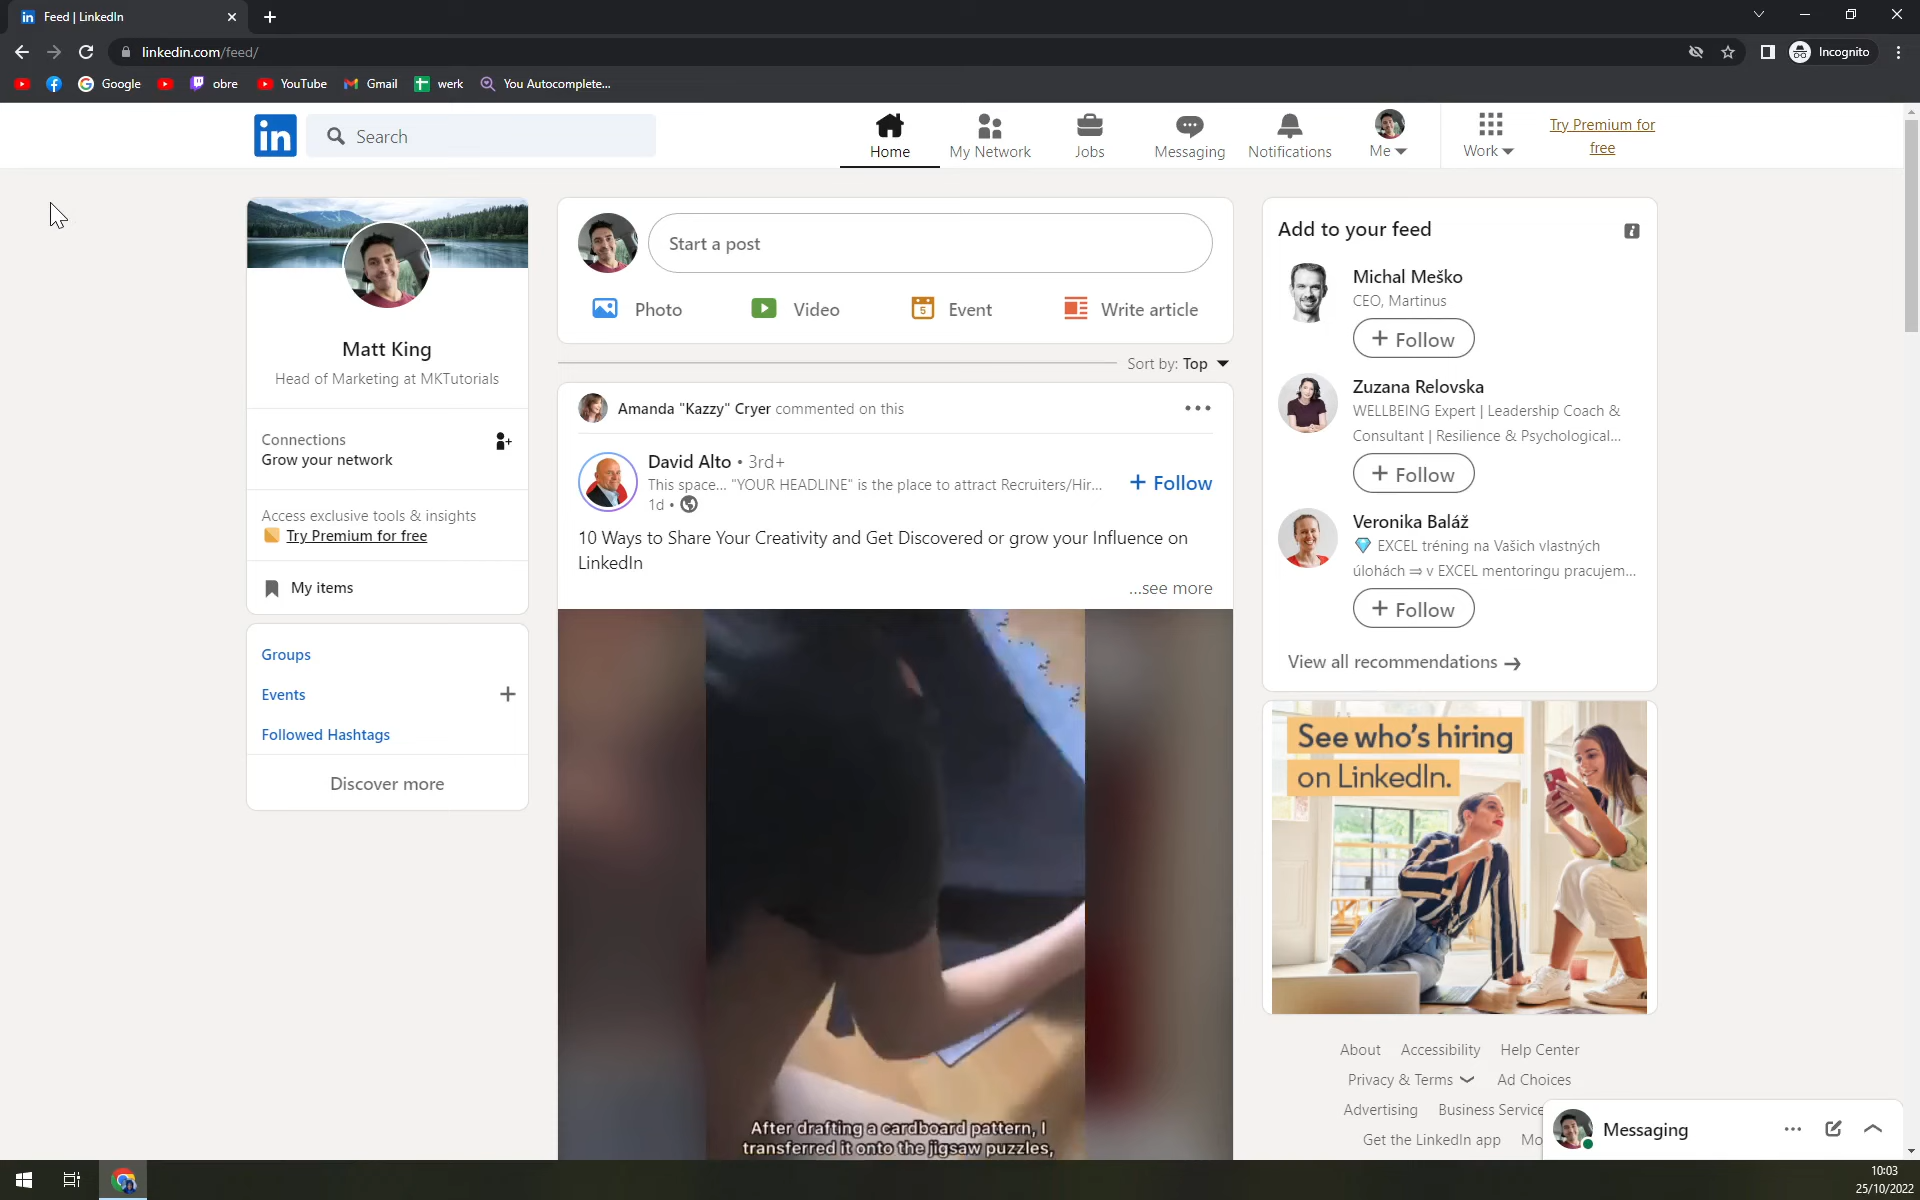 Feed | LinkedIn
linkedin.com/feed/
Incognito
Google
obre
YouTube
Gmail
werk
You Autocomplete...
in
Search
Home
My Network
Jobs
Messaging
Notifications
Me
Work
Try Premium for
free
Matt King
Head of Marketing at MKTutorials
Connections
Grow your network
Access exclusive tools & insights
Try Premium for free
My items
Groups
Events
Followed Hashtags
Discover more
Start a post
Photo
Video
5
Event
Write article
Sort by: Top
Amanda "Kazzy" Cryer commented on this
David Alto • 3rd+
This space... "YOUR HEADLINE" is the place to attract Recruiters/Hir...
1d •
+ Follow
10 Ways to Share Your Creativity and Get Discovered or grow your Influence on
LinkedIn
...see more
After drafting a cardboard pattern, I
transferred it onto the jigsaw puzzles,
Add to your feed
Michal Meško
CEO, Martinus
+ Follow
Zuzana Relovska
WELLBEING Expert | Leadership Coach &
Consultant | Resilience & Psychological...
+ Follow
Veronika Baláž
💎 EXCEL tréning na Vašich vlastných
úlohách ⇒ v EXCEL mentoringu pracujem...
+ Follow
View all recommendations →
See who's hiring
on LinkedIn.
About Accessibility Help Center
Privacy & Terms Ad Choices
Advertising Business Service
Get the LinkedIn app Mo
Messaging
10:03
25/10/2022